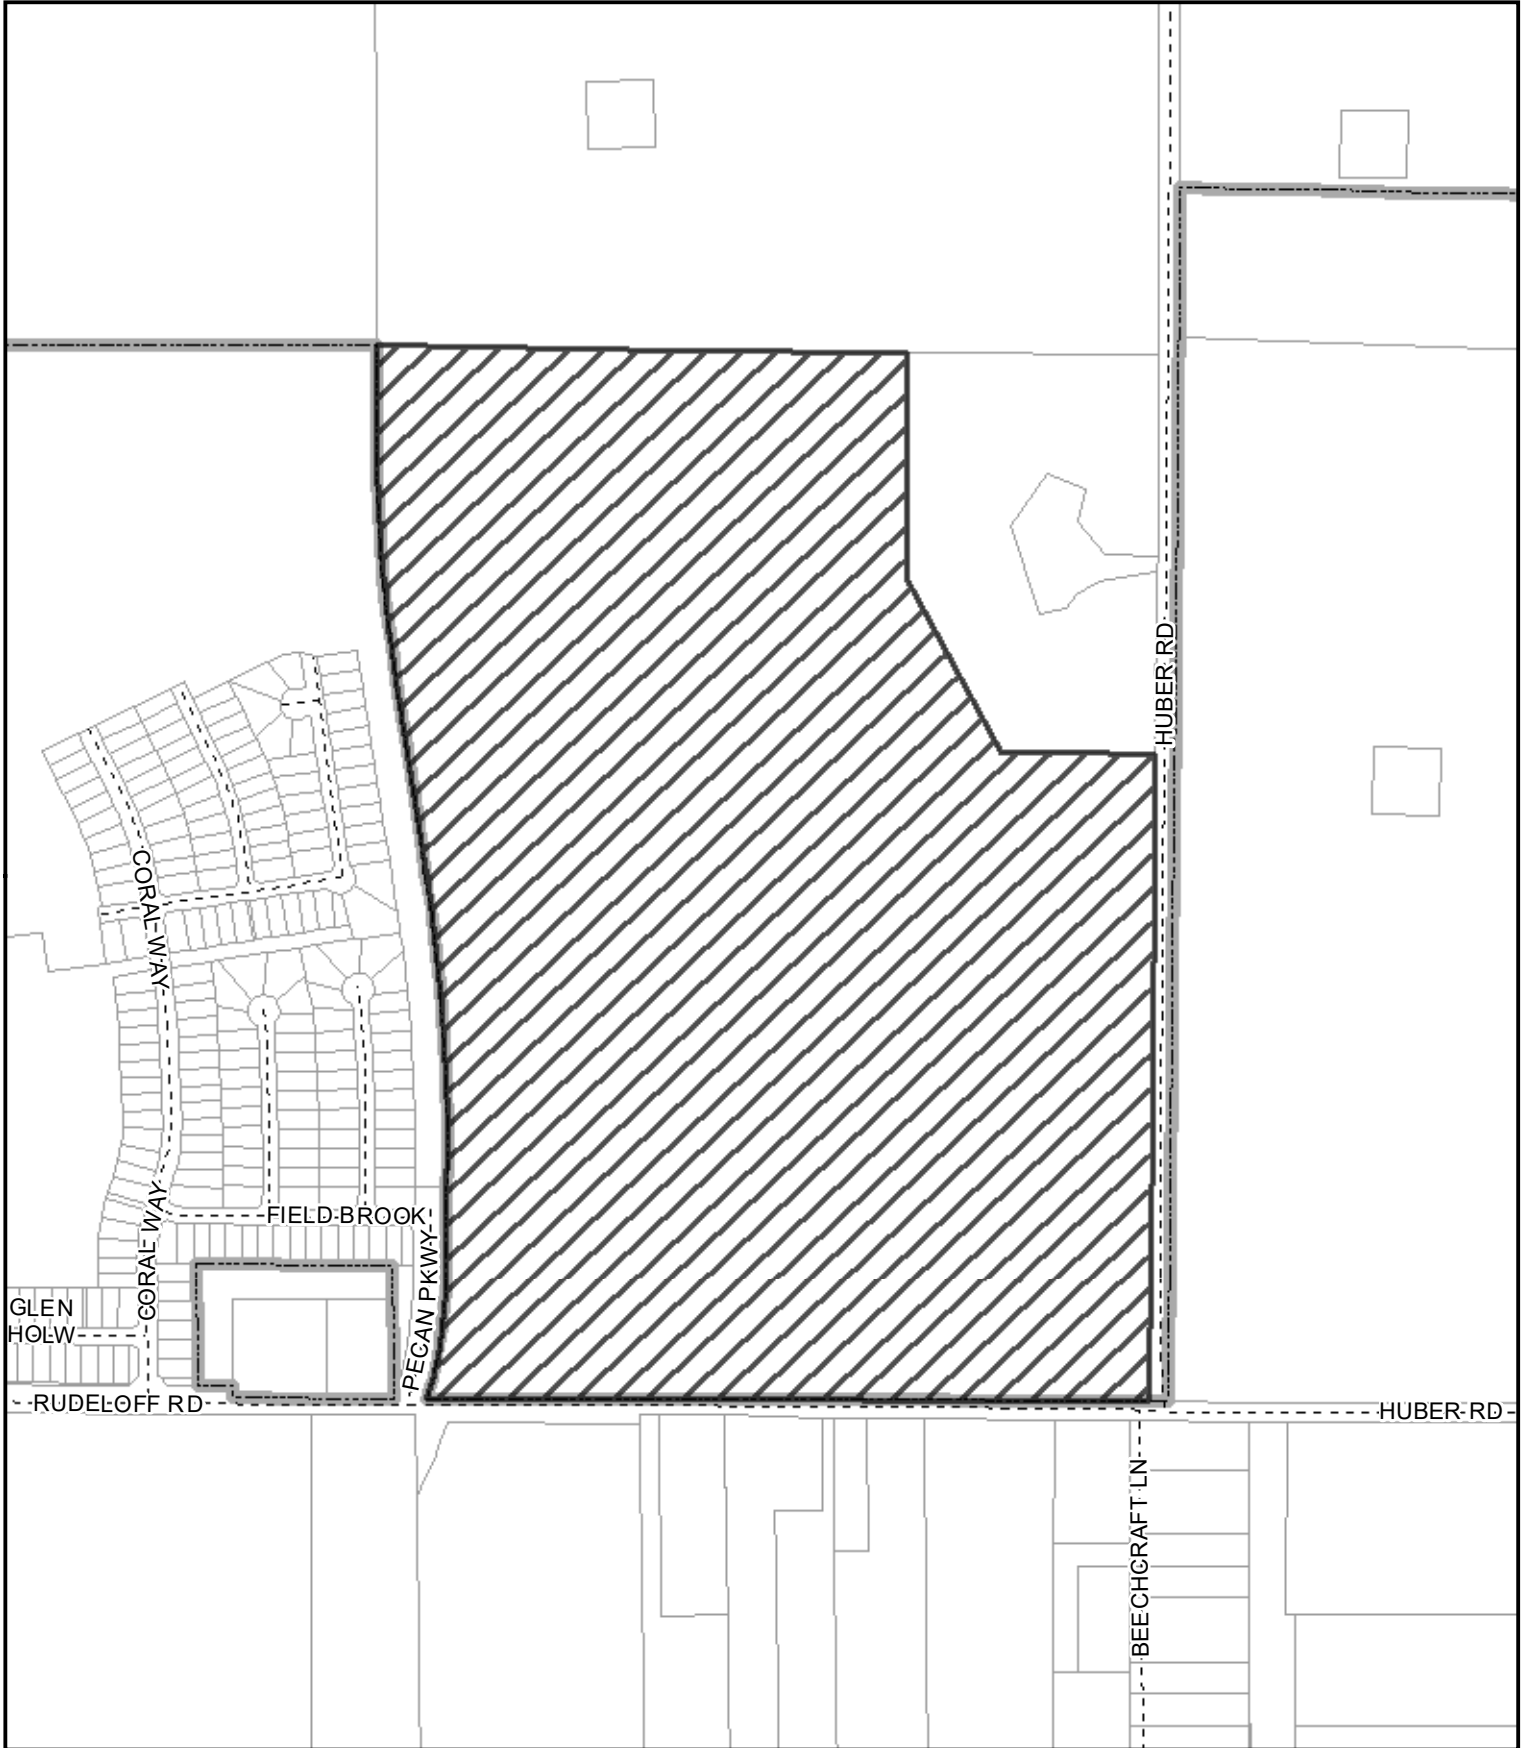 HUBER RD
CORAL WAY
CORAL WAY
FIELD BROOK
PECAN PKWY
GLEN
HOLW
RUDELOFF RD
HUBER RD
BEECHCRAFT LN